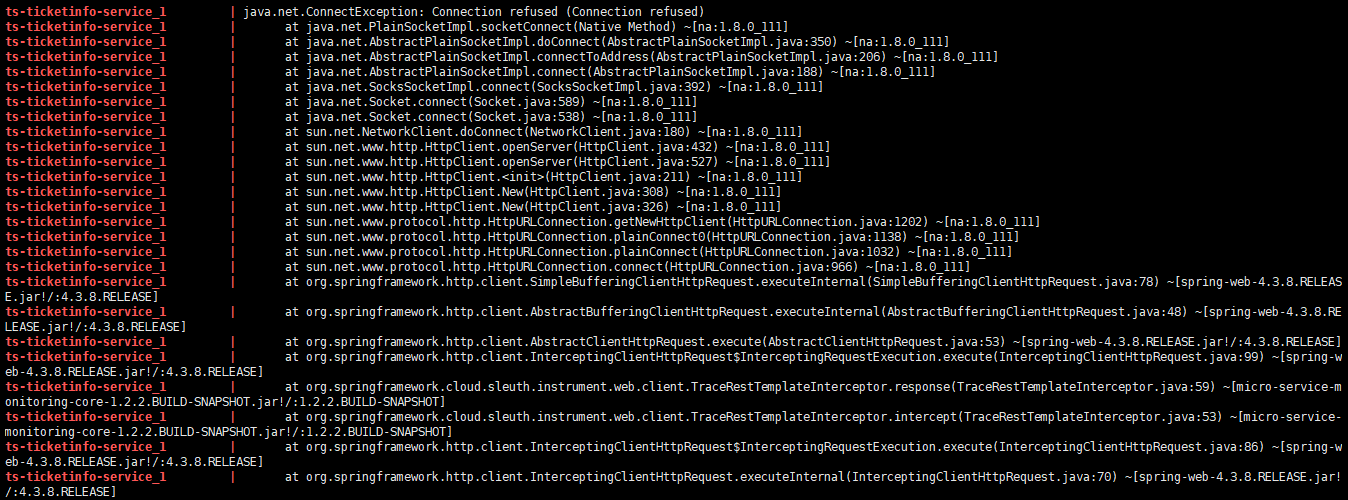 ts-ticketinfo-service_1 | java.net.ConnectException: Connection refused (Connection refused)
ts-ticketinfo-service_1 | at java.net.PlainSocketImpl.socketConnect(Native Method) ~[na:1.8.0_111]
ts-ticketinfo-service_1 | at java.net.AbstractPlainSocketImpl.doConnect(AbstractPlainSocketImpl.java:350) ~[na:1.8.0_111]
ts-ticketinfo-service_1 | at java.net.AbstractPlainSocketImpl.connectToAddress(AbstractPlainSocketImpl.java:206) ~[na:1.8.0_111]
ts-ticketinfo-service_1 | at java.net.AbstractPlainSocketImpl.connect(AbstractPlainSocketImpl.java:188) ~[na:1.8.0_111]
ts-ticketinfo-service_1 | at java.net.SocksSocketImpl.connect(SocksSocketImpl.java:392) ~[na:1.8.0_111]
ts-ticketinfo-service_1 | at java.net.Socket.connect(Socket.java:589) ~[na:1.8.0_111]
ts-ticketinfo-service_1 | at java.net.Socket.connect(Socket.java:538) ~[na:1.8.0_111]
ts-ticketinfo-service_1 | at sun.net.NetworkClient.doConnect(NetworkClient.java:180) ~[na:1.8.0_111]
ts-ticketinfo-service_1 | at sun.net.www.http.HttpClient.openServer(HttpClient.java:432) ~[na:1.8.0_111]
ts-ticketinfo-service_1 | at sun.net.www.http.HttpClient.openServer(HttpClient.java:527) ~[na:1.8.0_111]
ts-ticketinfo-service_1 | at sun.net.www.http.HttpClient.<init>(HttpClient.java:211) ~[na:1.8.0_111]
ts-ticketinfo-service_1 | at sun.net.www.http.HttpClient.New(HttpClient.java:308) ~[na:1.8.0_111]
ts-ticketinfo-service_1 | at sun.net.www.http.HttpClient.New(HttpClient.java:326) ~[na:1.8.0_111]
ts-ticketinfo-service_1 | at sun.net.www.protocol.http.HttpURLConnection.getNewHttpClient(HttpURLConnection.java:1202) ~[na:1.8.0_111]
ts-ticketinfo-service_1 | at sun.net.www.protocol.http.HttpURLConnection.plainConnect0(HttpURLConnection.java:1138) ~[na:1.8.0_111]
ts-ticketinfo-service_1 | at sun.net.www.protocol.http.HttpURLConnection.plainConnect(HttpURLConnection.java:1032) ~[na:1.8.0_111]
ts-ticketinfo-service_1 | at sun.net.www.protocol.http.HttpURLConnection.connect(HttpURLConnection.java:966) ~[na:1.8.0_111]
ts-ticketinfo-service_1 | at org.springframework.http.client.SimpleBufferingClientHttpRequest.executeInternal(SimpleBufferingClientHttpRequest.java:78) ~[spring-web-4.3.8.RELEAS
E.jar!/:4.3.8.RELEASE]
ts-ticketinfo-service_1 | at org.springframework.http.client.AbstractBufferingClientHttpRequest.executeInternal(AbstractBufferingClientHttpRequest.java:48) ~[spring-web-4.3.8.RE
LEASE.jar!/:4.3.8.RELEASE]
ts-ticketinfo-service_1 | at org.springframework.http.client.AbstractClientHttpRequest.execute(AbstractClientHttpRequest.java:53) ~[spring-web-4.3.8.RELEASE.jar!/:4.3.8.RELEASE]
ts-ticketinfo-service_1 | at org.springframework.http.client.InterceptingClientHttpRequest$InterceptingRequestExecution.execute(InterceptingClientHttpRequest.java:99) ~[spring-w
eb-4.3.8.RELEASE.jar!/:4.3.8.RELEASE]
ts-ticketinfo-service_1 | at org.springframework.cloud.sleuth.instrument.web.client.TraceRestTemplateInterceptor.response(TraceRestTemplateInterceptor.java:59) ~[micro-service-m
onitoring-core-1.2.2.BUILD-SNAPSHOT.jar!/:1.2.2.BUILD-SNAPSHOT]
ts-ticketinfo-service_1 | at org.springframework.cloud.sleuth.instrument.web.client.TraceRestTemplateInterceptor.intercept(TraceRestTemplateInterceptor.java:53) ~[micro-service-
monitoring-core-1.2.2.BUILD-SNAPSHOT.jar!/:1.2.2.BUILD-SNAPSHOT]
ts-ticketinfo-service_1 | at org.springframework.http.client.InterceptingClientHttpRequest$InterceptingRequestExecution.execute(InterceptingClientHttpRequest.java:86) ~[spring-w
eb-4.3.8.RELEASE.jar!/:4.3.8.RELEASE]
ts-ticketinfo-service_1 | at org.springframework.http.client.InterceptingClientHttpRequest.executeInternal(InterceptingClientHttpRequest.java:70) ~[spring-web-4.3.8.RELEASE.jar!
/:4.3.8.RELEASE]